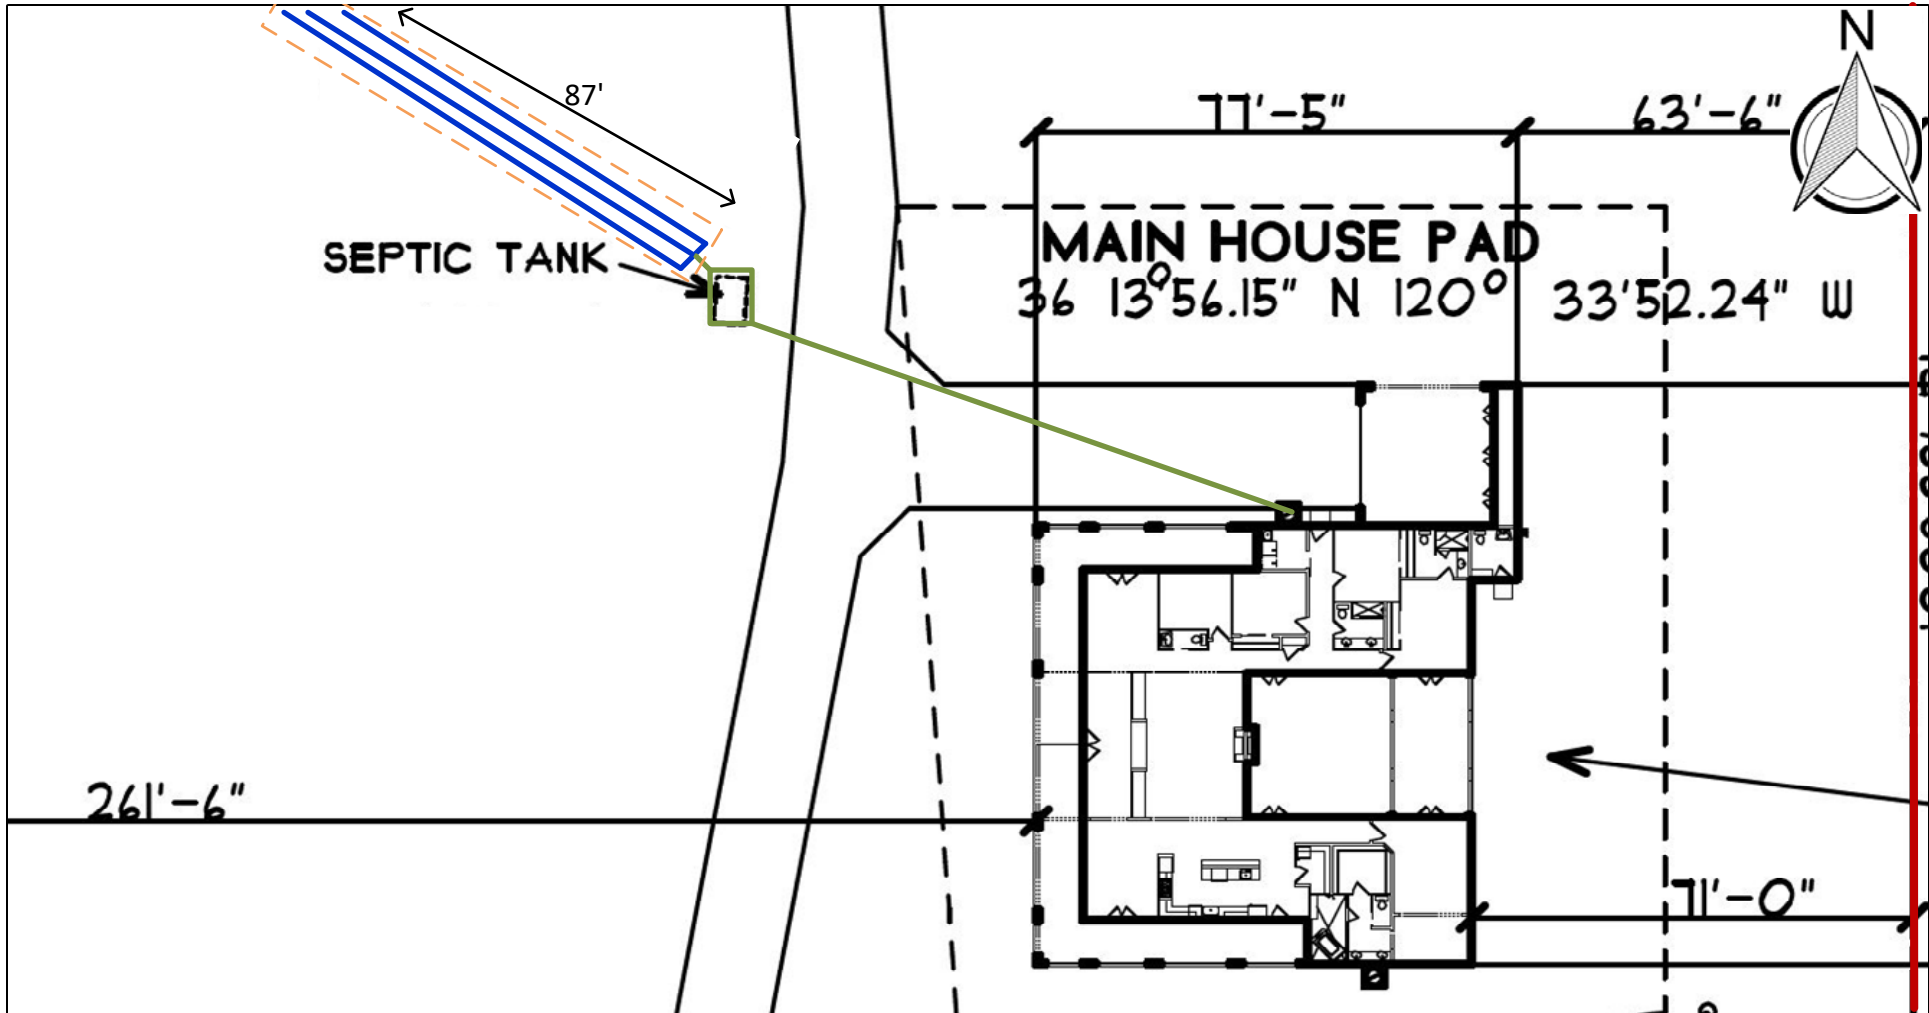 N
87'
77'-5"
63'-6"
MAIN HOUSE PAD
SEPTIC TANK
36 13°56.15" N 120° 33'52.24" W
261'-6"
71'-0"